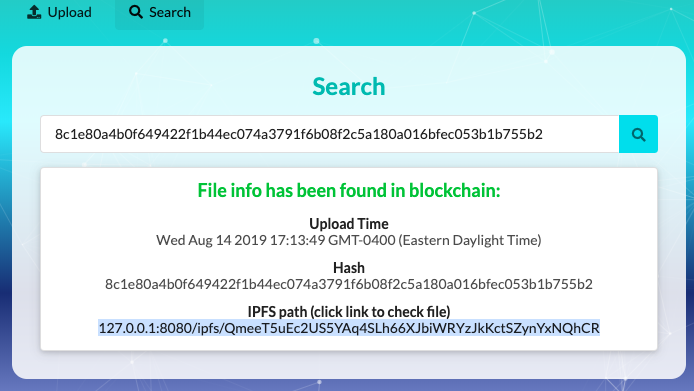 Upload Search
Search
8c1e80a4b0f649422f1b44ec074a3791f6b08f2c5a180a016bfec053b1b755b2
File info has been found in blockchain:
Upload Time
Wed Aug 14 2019 17:13:49 GMT-0400 (Eastern Daylight Time)
Hash
8c1e80a4b0f649422f1b44ec074a3791f6b08f2c5a180a016bfec053b1b755b2
IPFS path (click link to check file)
127.0.0.1:8080/ipfs/QmeeT5uEc2US5YAq4SLh66XJbiWRYzJkKctSZynYxNQhCR